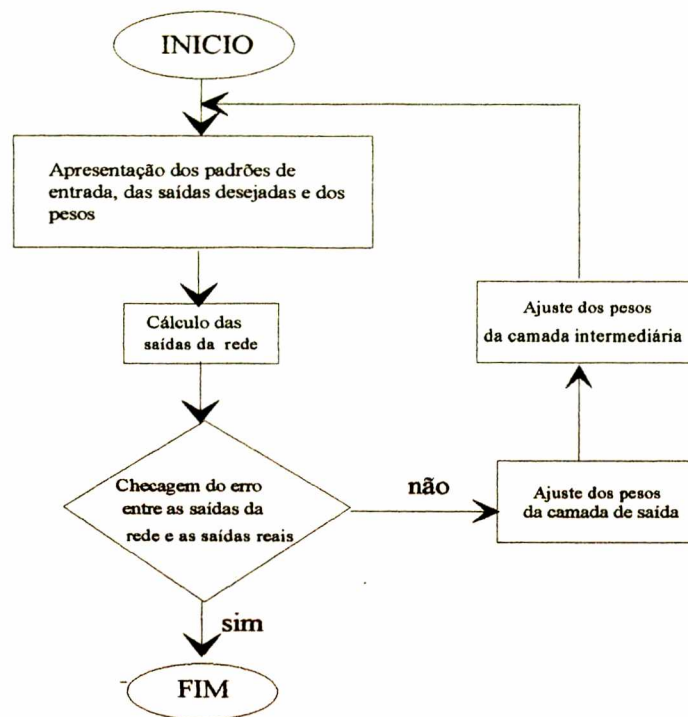 INICIO
Apresentação dos padrões de
entrada, das saídas desejadas e dos
pesos
Cálculo das
saídas da rede
Checagem do erro
entre as saídas da
rede e as saídas reais
não
Ajuste dos pesos
da camada de saída
Ajuste dos pesos
da camada intermediária
sim
FIM